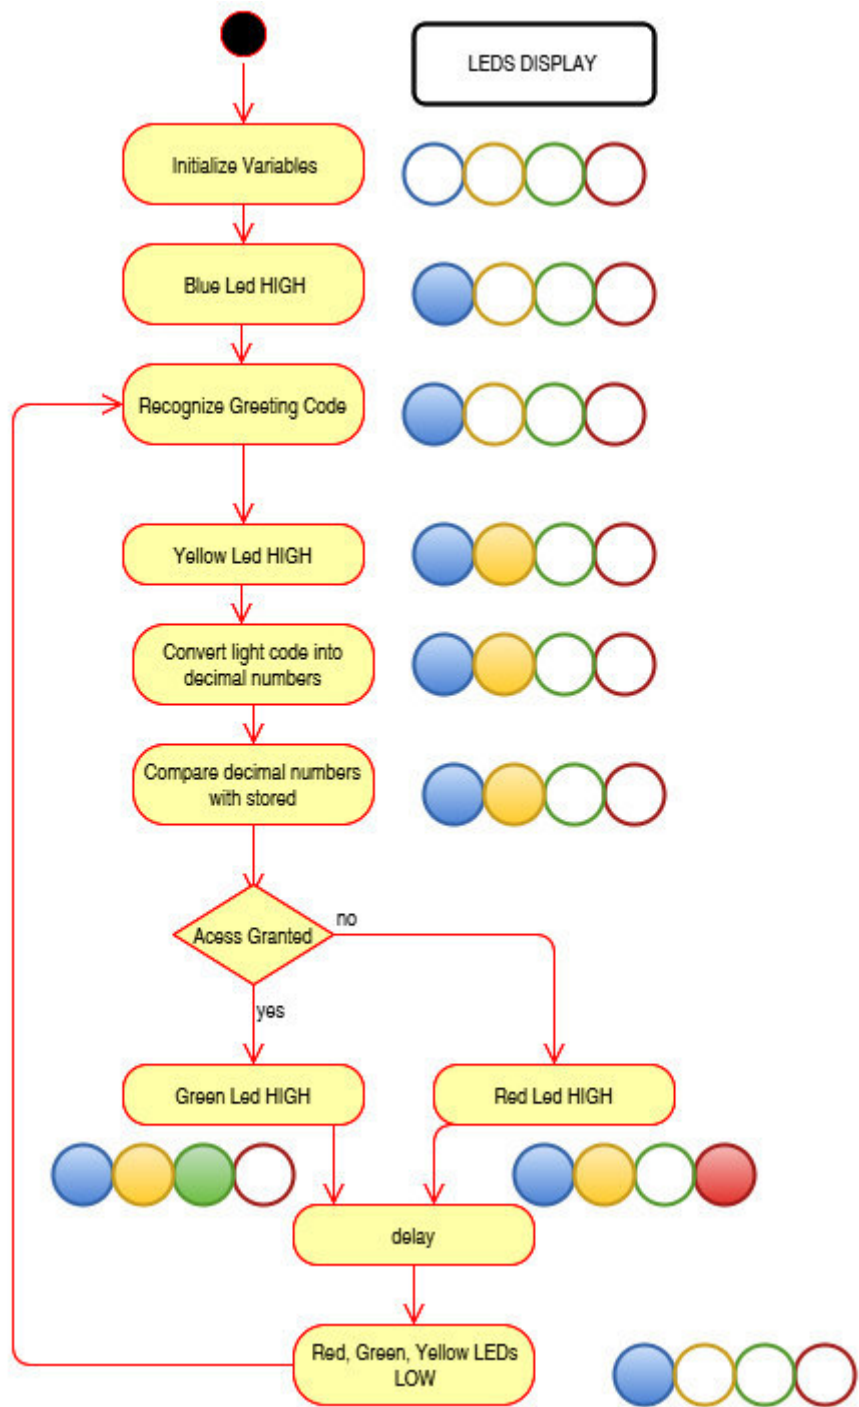 LEDS DISPLAY
Initialize Variables
Blue Led HIGH
Recognize Greeting Code
Yellow Led HIGH
Convert light code into
decimal numbers
Compare decimal numbers
with stored
Acess Granted
no
yes
Green Led HIGH
Red Led HIGH
delay
Red, Green, Yellow LEDs
LOW